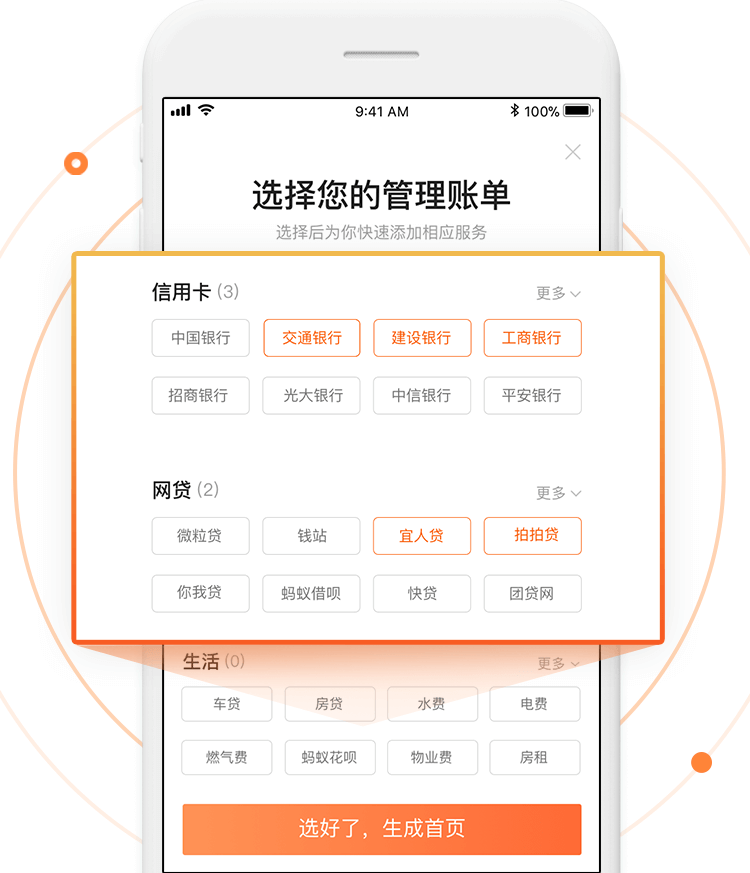 9:41 AM 100%
选择您的管理账单
选择后为你快速添加相应服务
信用卡 (3) 更多
中国银行 交通银行 建设银行 工商银行
招商银行 光大银行 中信银行 平安银行
网贷 (2) 更多
微粒贷 钱站 宜人贷 拍拍贷
你我贷 蚂蚁借呗 快贷 团贷网
生活 (0) 更多
车贷 房贷 水费 电费
燃气费 蚂蚁花呗 物业费 房租
选好了，生成首页